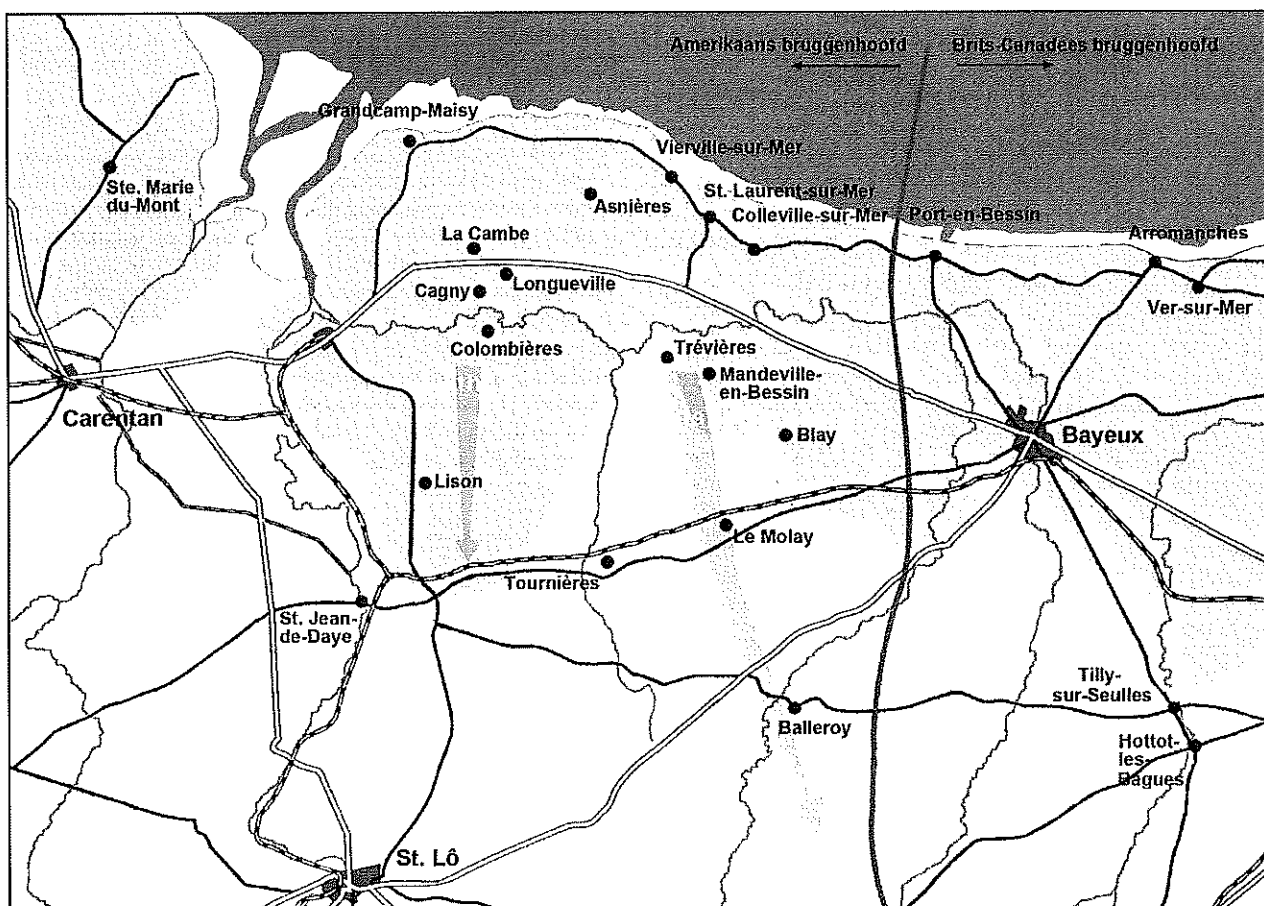 Amerikaans bruggenhoofd
Brits-Canadees bruggenhoofd
Grandcamp-Maisy
Vierville-sur-Mer
Ste. Marie
du-Mont
Asnières
St. Laurent-sur-Mer
Colleville-sur-Mer
Port-en-Bessin
La Cambe
Arromanches
Cagny
Longueville
Ver-sur-Mer
Colombières
Trévières
Mandeville-
en-Bessin
Carentan
Blay
Bayeux
Lison
Le Molay
Tournières
St. Jean-
de-Daye
Tilly-
sur-Seulles
Balleroy
Hottot-
les-
Bagues
St. Lô